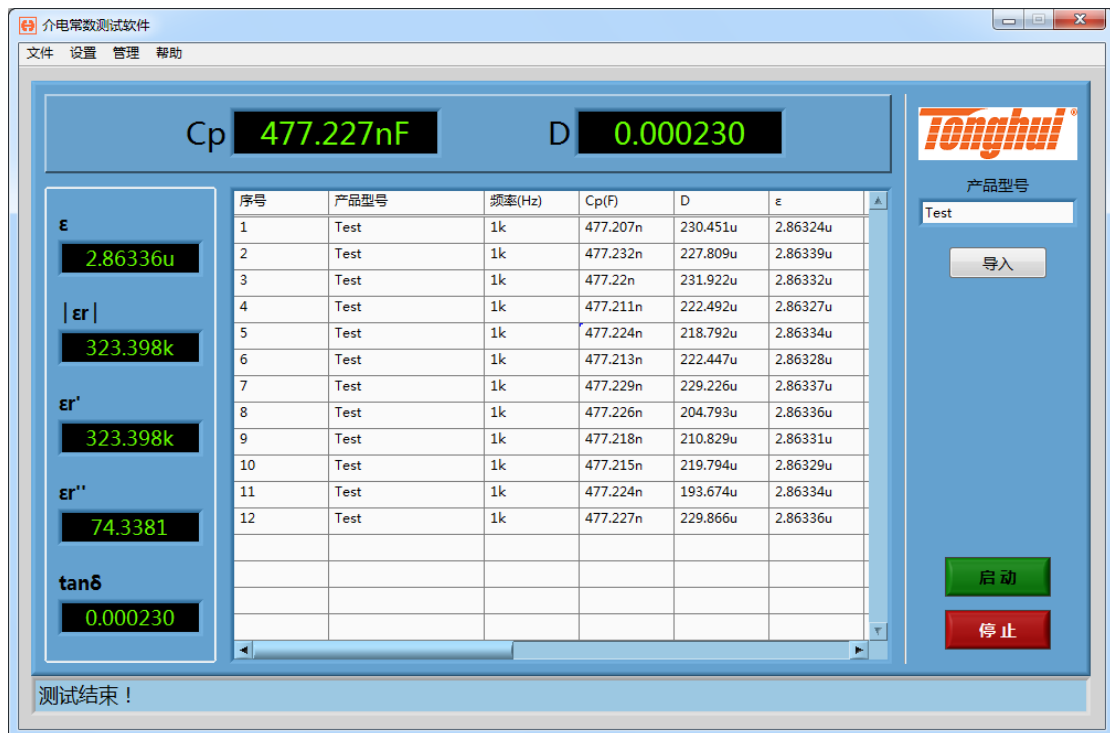 介电常数测试软件
文件 设置 管理 帮助
Cp 477.227nF D 0.000230
Tonghui®
产品型号
Test
导入
ε
2.86336u
|εr|
323.398k
εr'
323.398k
εr''
74.3381
tanδ
0.000230
序号 产品型号 频率(Hz) Cp(F) D ε
1 Test 1k 477.207n 230.451u 2.86324u
2 Test 1k 477.232n 227.809u 2.86339u
3 Test 1k 477.22n 231.922u 2.86332u
4 Test 1k 477.211n 222.492u 2.86327u
5 Test 1k 477.224n 218.792u 2.86334u
6 Test 1k 477.213n 222.447u 2.86328u
7 Test 1k 477.229n 229.226u 2.86337u
8 Test 1k 477.226n 204.793u 2.86336u
9 Test 1k 477.218n 210.829u 2.86331u
10 Test 1k 477.215n 219.794u 2.86329u
11 Test 1k 477.224n 193.674u 2.86334u
12 Test 1k 477.227n 229.866u 2.86336u
启动
停止
测试结束！